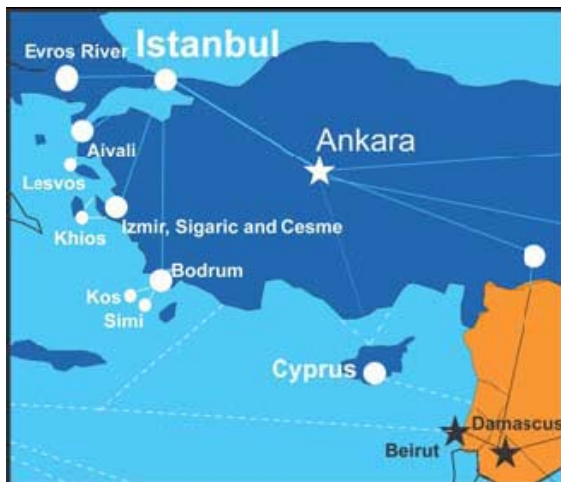 Istanbul
Evros River
Ankara
Aivali
Lesvos
Izmir, Sigaric and Cesme
Khios
Bodrum
Kos
Simi
Cyprus
Damascus
Beirut